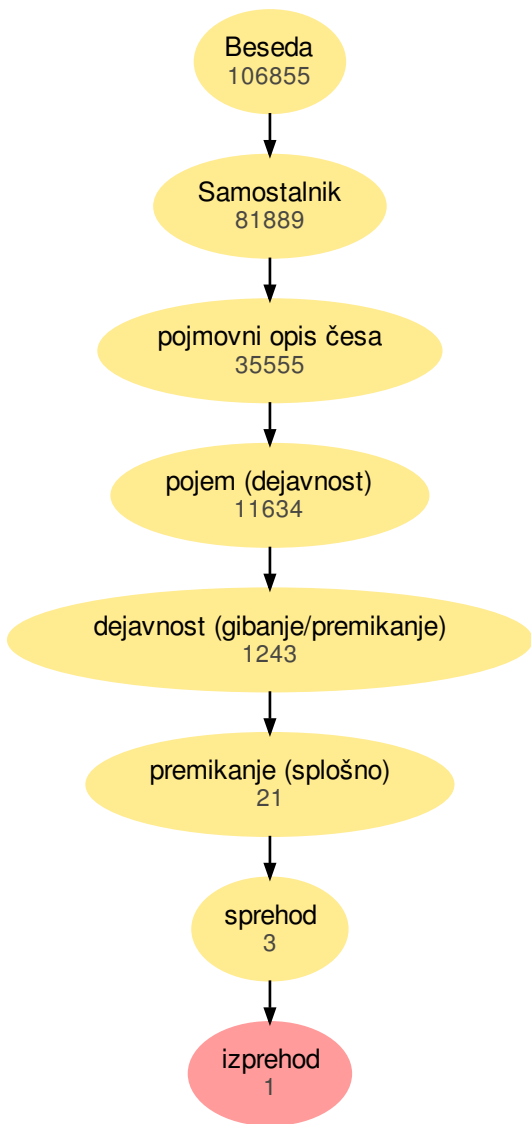 Beseda
106855
Samostalnik
81889
pojmovni opis česa
35555
pojem (dejavnost)
11634
dejavnost (gibanje/premikanje)
1243
premikanje (splošno)
21
sprehod
3
izprehod
1